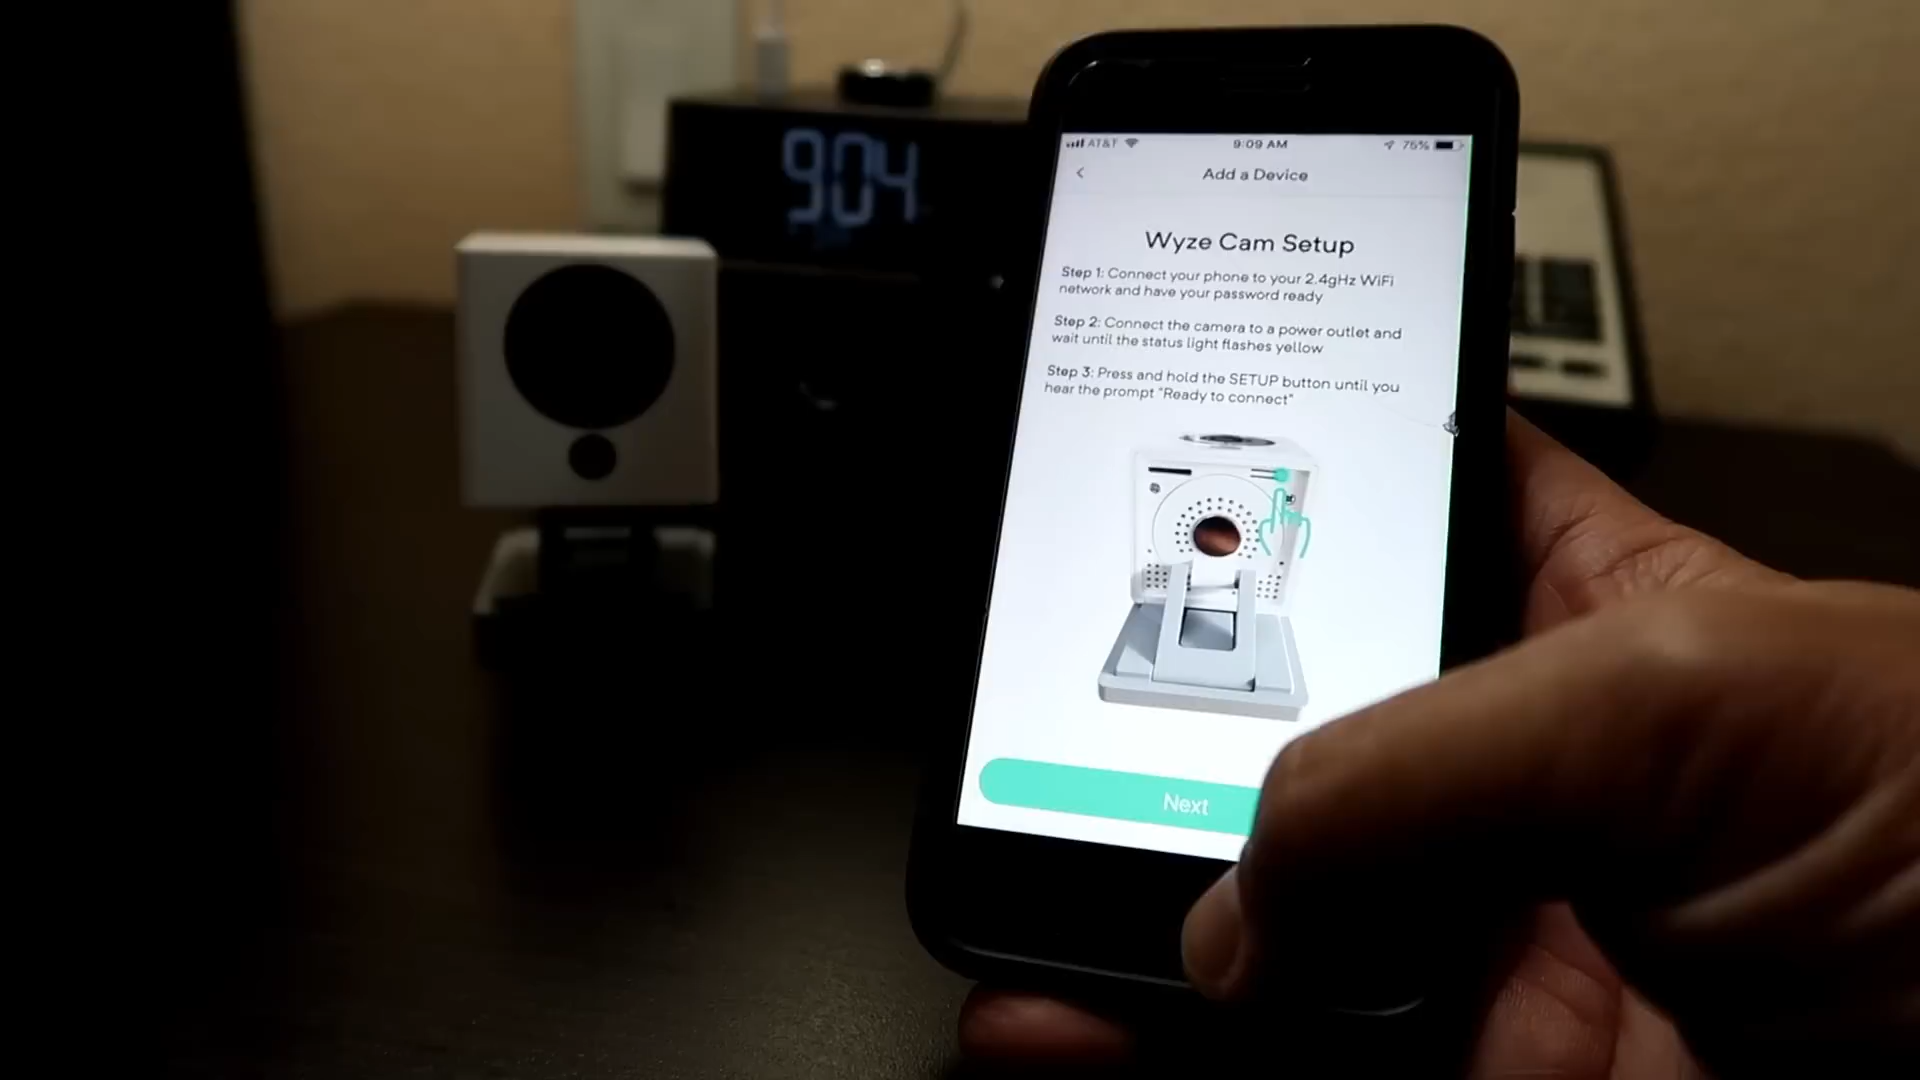 904
AT&T
9:09 AM
75%
Add a Device
Wyze Cam Setup
Step 1: Connect your phone to your 2.4gHz WiFi
network and have your password ready
Step 2: Connect the camera to a power outlet and
wait until the status light flashes yellow
Step 3: Press and hold the SETUP button until you
hear the prompt "Ready to connect"
Next